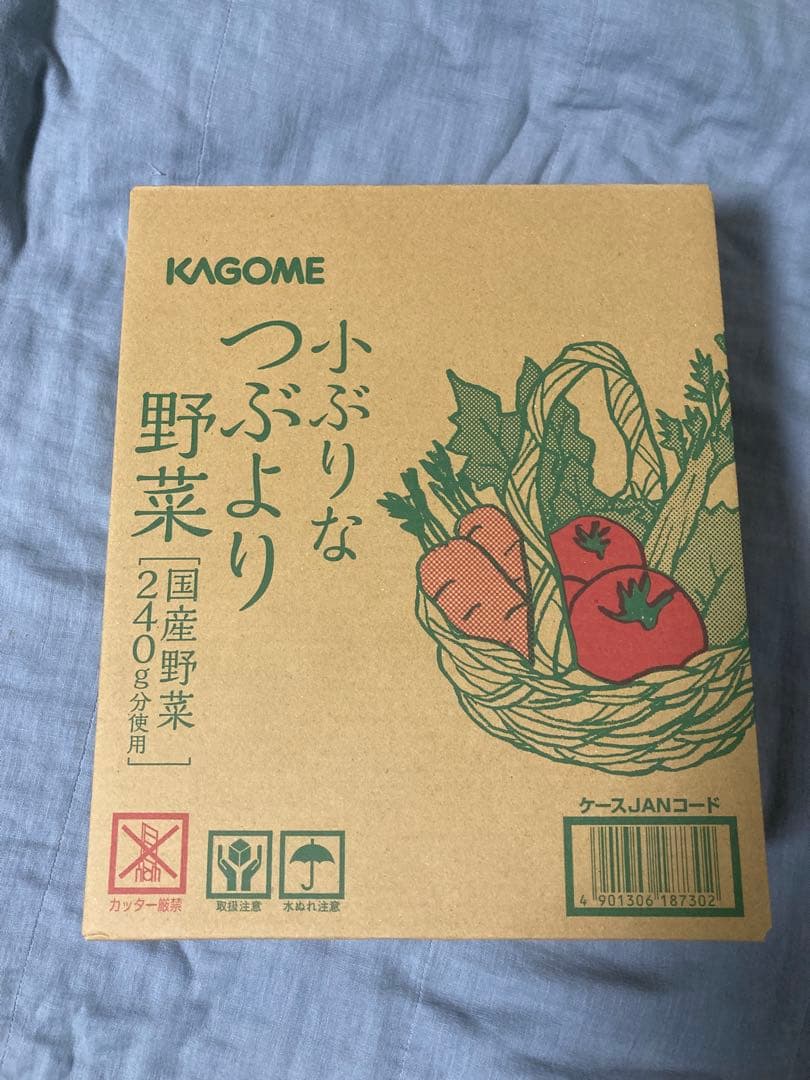 KAGOME
小ぶりな
つぶより
野菜
[国産野菜
240g分使用]
カッター厳禁
取扱注意
水ぬれ注意
ケースJANコード
4 901306 187302